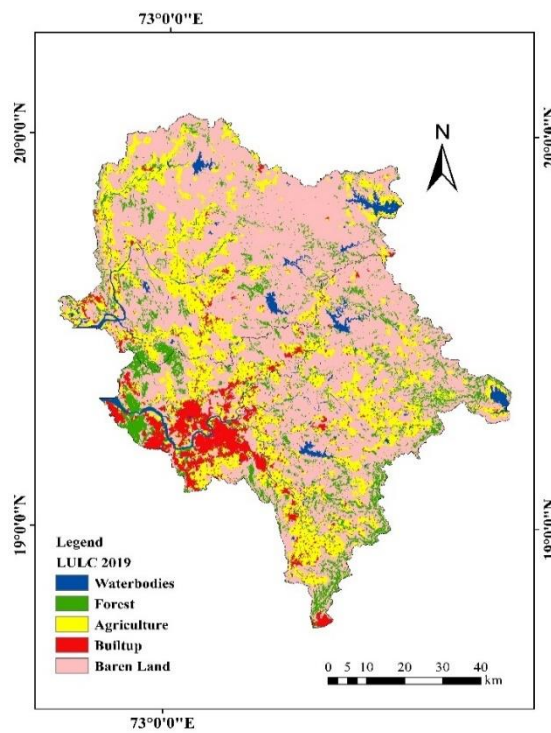 73°0'0"E
20°0'0"N
20°0'0"N
N
19°0'0"N
19°0'0"N
Legend
LULC 2019
Waterbodies
Forest
Agriculture
Builtup
Baren Land
0 5 10 20 30 40
km
73°0'0"E